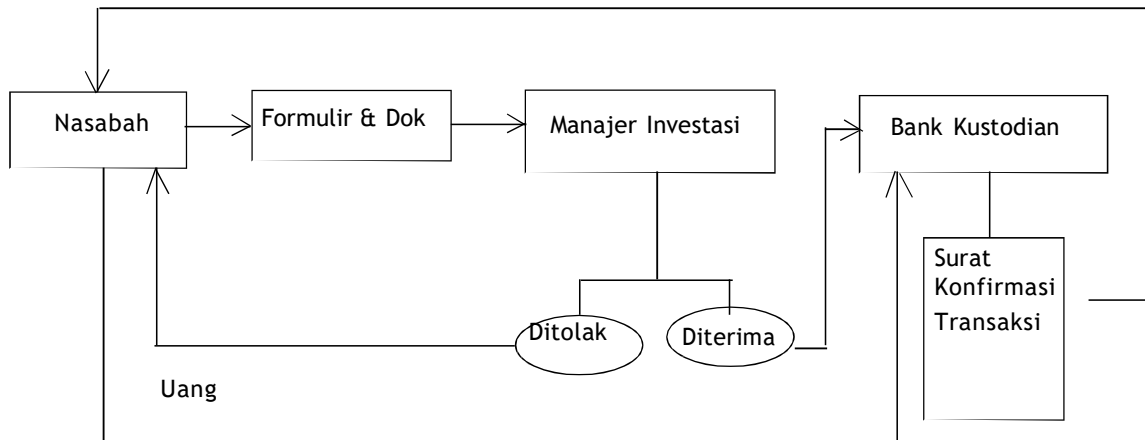 Nasabah
Formulir & Dok
Manajer Investasi
Bank Kustodian
Surat
Konfirmasi
Transaksi
Ditolak
Diterima
Uang